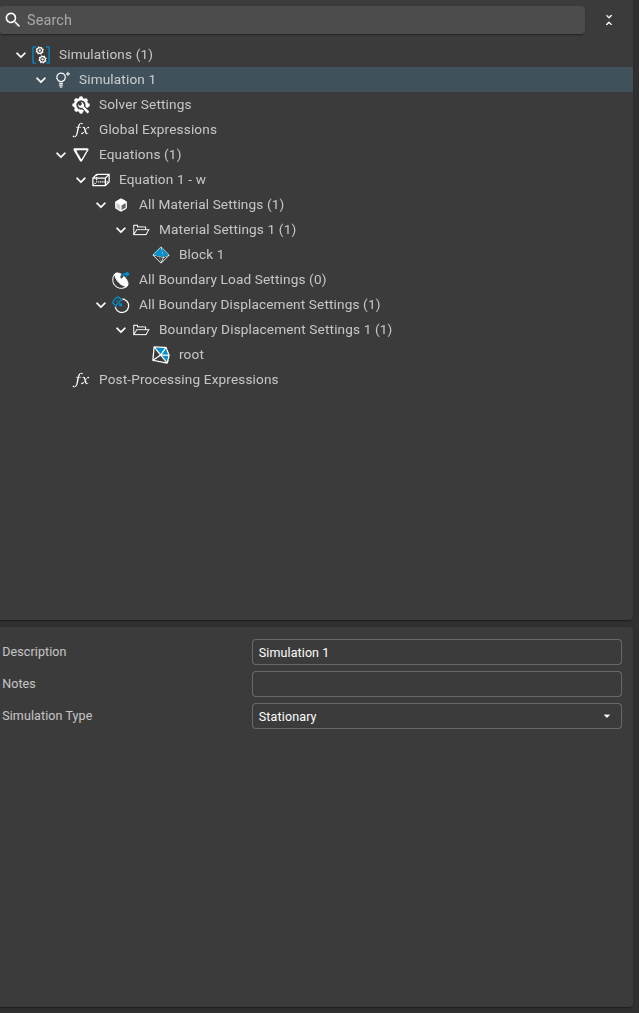 Search
Simulations (1)
Simulation 1
Solver Settings
fx Global Expressions
Equations (1)
Equation 1 - w
All Material Settings (1)
Material Settings 1 (1)
Block 1
All Boundary Load Settings (0)
All Boundary Displacement Settings (1)
Boundary Displacement Settings 1 (1)
root
fx Post-Processing Expressions
Description Simulation 1
Notes
Simulation Type Stationary